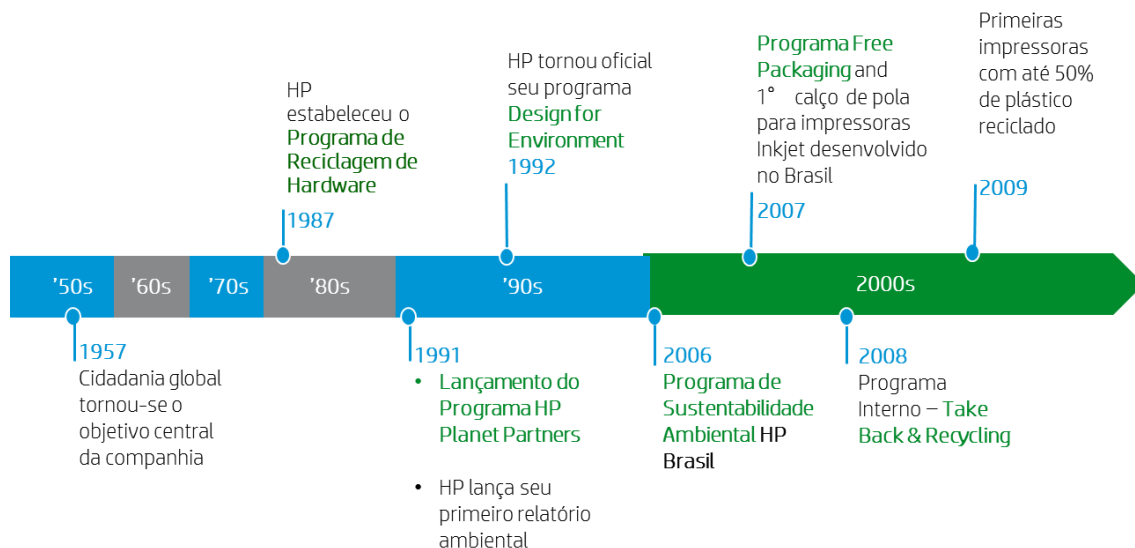 HP
estabeleceu o
Programa de
Reciclagem de
Hardware
1987
HP tornou oficial
seu programa
Design for
Environment
1992
Programa Free
Packaging and
1° calço de pola
para impressoras
Inkjet desenvolvido
no Brasil
2007
Primeiras
impressoras
com até 50%
de plástico
reciclado
2009
'50s
'60s
'70s
'80s
'90s
2000s
1957
Cidadania global
tornou-se o
objetivo central
da companhia
1991
• Lançamento do
Programa HP
Planet Partners
• HP lança seu
primeiro relatório
ambiental
2006
Programa de
Sustentabilidade
Ambiental HP
Brasil
2008
Programa
Interno – Take
Back & Recycling